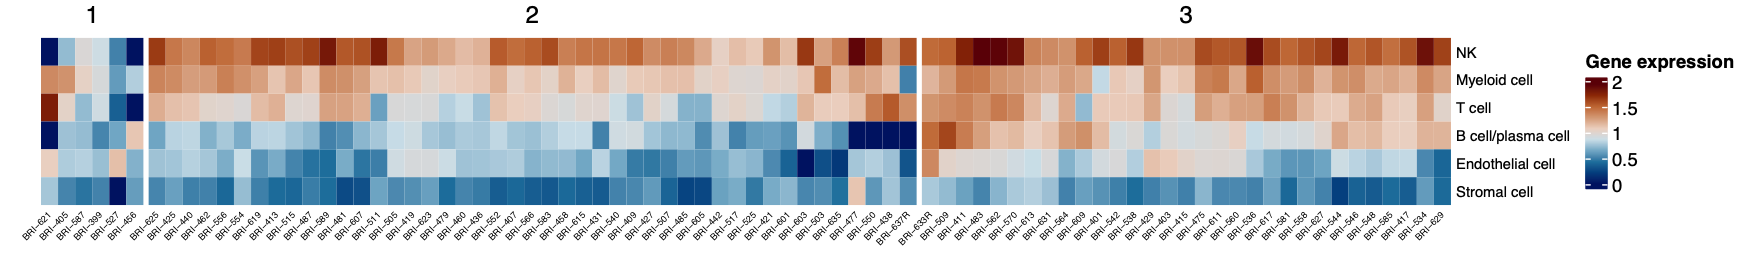 1 2 3
NK
Myeloid cell
T cell
B cell/plasma cell
Endothelial cell
Stromal cell
Gene expression
2
1.5
1
0.5
0
BRI-621 BRI-405 BRI-587 BRI-399 BRI-527 BRI-456 BRI-625 BRI-425 BRI-440 BRI-462 BRI-556 BRI-554 BRI-619 BRI-413 BRI-515 BRI-487 BRI-589 BRI-481 BRI-607 BRI-511 BRI-505 BRI-419 BRI-623 BRI-479 BRI-460 BRI-436 BRI-552 BRI-407 BRI-566 BRI-583 BRI-458 BRI-615 BRI-431 BRI-540 BRI-409 BRI-427 BRI-507 BRI-485 BRI-605 BRI-442 BRI-517 BRI-525 BRI-421 BRI-601 BRI-603 BRI-503 BRI-635 BRI-477 BRI-550 BRI-438 BRI-637R BRI-633R BRI-509 BRI-411 BRI-483 BRI-562 BRI-570 BRI-613 BRI-631 BRI-564 BRI-609 BRI-401 BRI-542 BRI-538 BRI-429 BRI-403 BRI-415 BRI-475 BRI-611 BRI-560 BRI-536 BRI-617 BRI-581 BRI-558 BRI-627 BRI-544 BRI-546 BRI-548 BRI-585 BRI-417 BRI-534 BRI-629